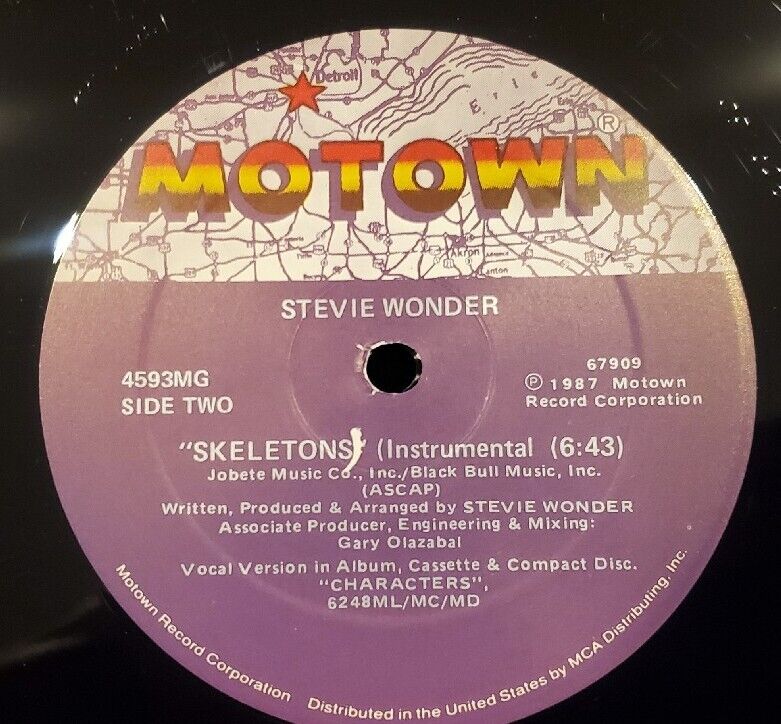 Detroit
Erie
MOTOWN®
Akron
Canton
STEVIE WONDER
4593MG
SIDE TWO
67909
℗ 1987 Motown
Record Corporation
"SKELETONS" (Instrumental (6:43)
Jobete Music Co., Inc./Black Bull Music, Inc.
(ASCAP)
Written, Produced & Arranged by STEVIE WONDER
Associate Producer, Engineering & Mixing:
Gary Olazabal
Vocal Version in Album, Cassette & Compact Disc.
"CHARACTERS",
6248ML/MC/MD
Motown Record Corporation Distributed in the United States by MCA Distributing, Inc.